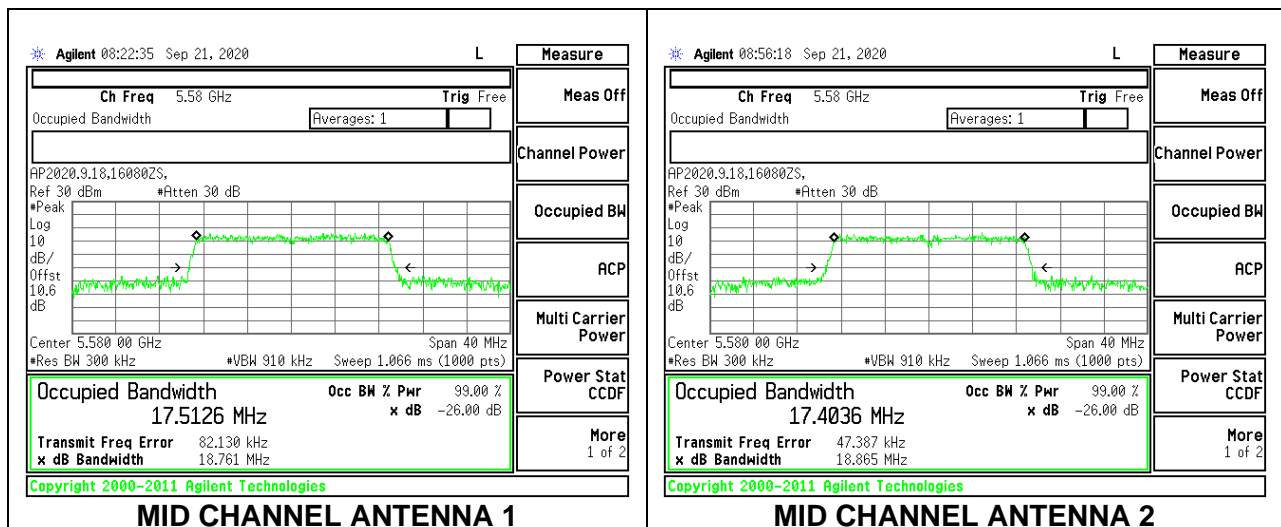 Agilent 08:22:35 Sep 21, 2020 L Measure
Ch Freq 5.58 GHz Trig Free
Meas Off
Occupied Bandwidth Averages: 1
Channel Power
AP2020.9.18,16080ZS,
Ref 30 dBm #Atten 30 dB
#Peak
Log
10
dB/
Offst
10.6
dB
Occupied BW
ACP
Multi Carrier
Power
Center 5.580 00 GHz Span 40 MHz
#Res BW 300 kHz #VBW 910 kHz Sweep 1.066 ms (1000 pts)
Power Stat
CCDF
Occupied Bandwidth Occ BW % Pwr 99.00 %
17.5126 MHz x dB -26.00 dB
Transmit Freq Error 82.130 kHz
x dB Bandwidth 18.761 MHz
More
1 of 2
Copyright 2000-2011 Agilent Technologies
MID CHANNEL ANTENNA 1
Agilent 08:56:18 Sep 21, 2020 L Measure
Ch Freq 5.58 GHz Trig Free
Meas Off
Occupied Bandwidth Averages: 1
Channel Power
AP2020.9.18,16080ZS,
Ref 30 dBm #Atten 30 dB
#Peak
Log
10
dB/
Offst
10.6
dB
Occupied BW
ACP
Multi Carrier
Power
Center 5.580 00 GHz Span 40 MHz
#Res BW 300 kHz #VBW 910 kHz Sweep 1.066 ms (1000 pts)
Power Stat
CCDF
Occupied Bandwidth Occ BW % Pwr 99.00 %
17.4036 MHz x dB -26.00 dB
Transmit Freq Error 47.387 kHz
x dB Bandwidth 18.865 MHz
More
1 of 2
Copyright 2000-2011 Agilent Technologies
MID CHANNEL ANTENNA 2